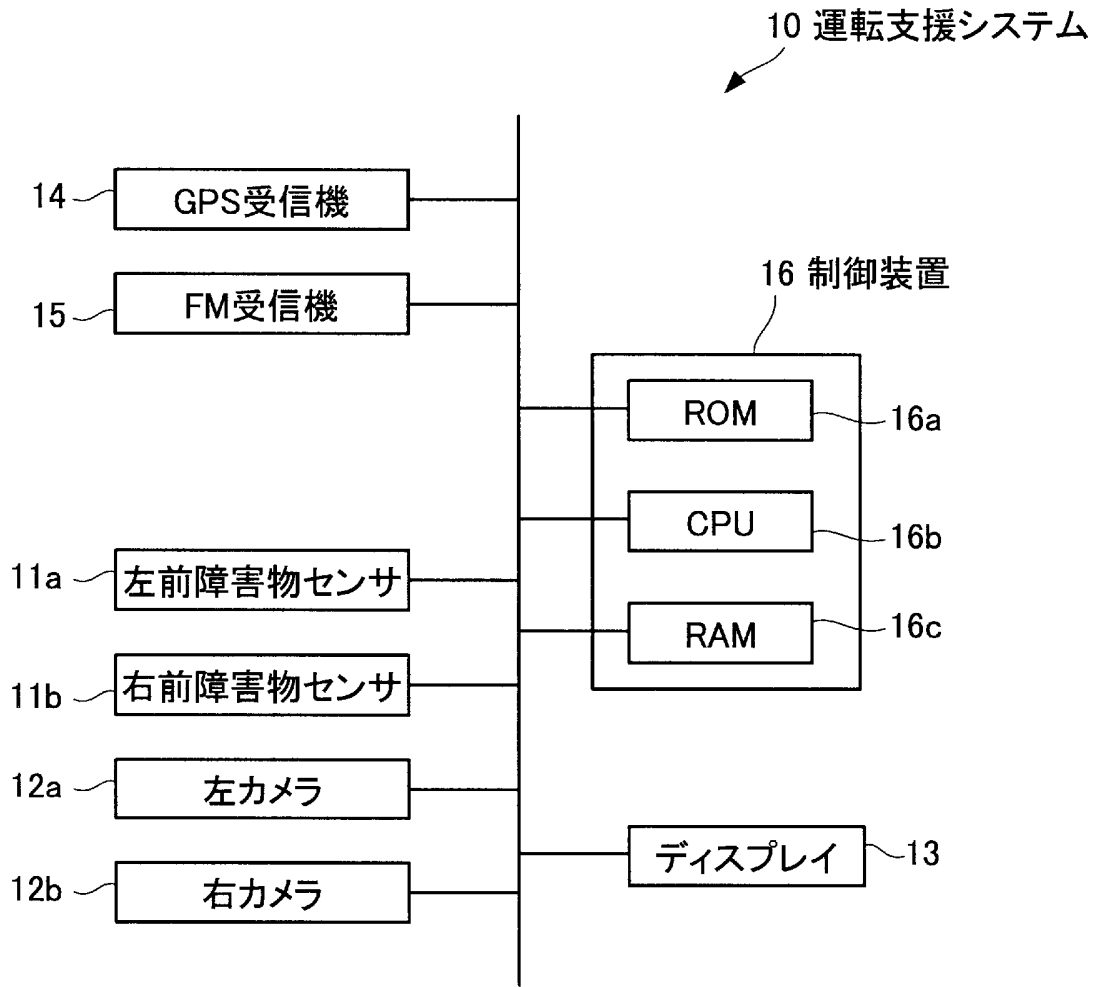 10 運転支援システム
14
GPS受信機
15
FM受信機
16 制御装置
ROM
16a
CPU
16b
RAM
16c
11a
左前障害物センサ
11b
右前障害物センサ
12a
左カメラ
12b
右カメラ
ディスプレイ
13